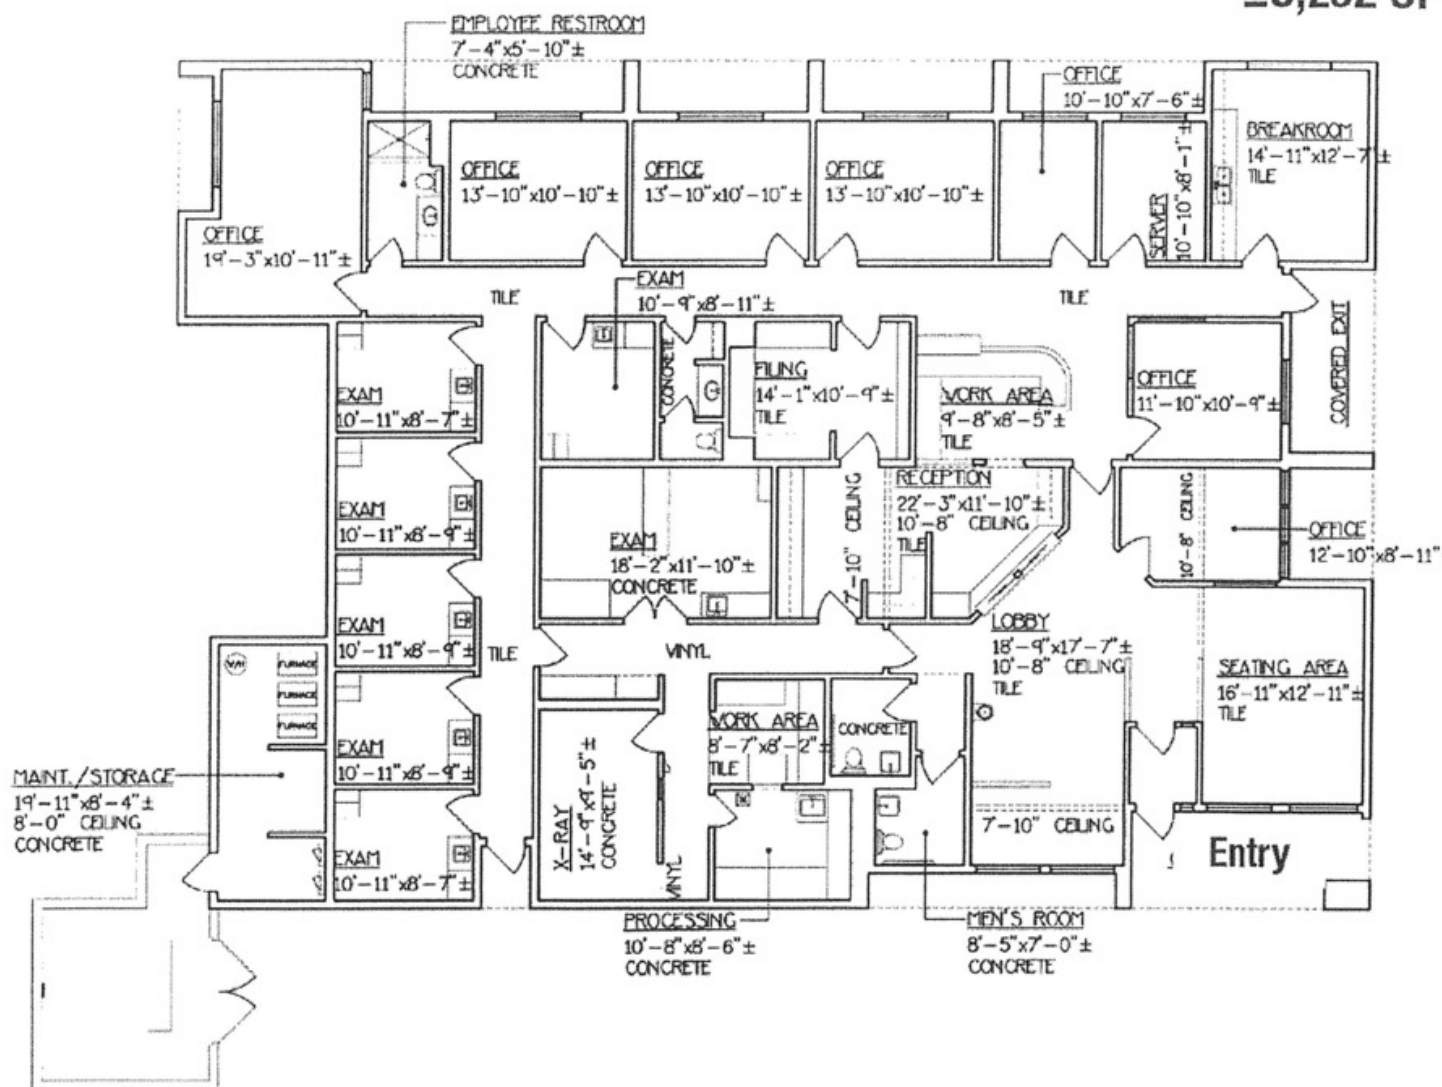 EMPLOYEE RESTROOM
7'-4"x5'-10"±
CONCRETE
OFFICE
10'-10"x7'-6"±
BREAKROOM
14'-11"x12'-7"±
TILE
OFFICE
13'-10"x10'-10"±
OFFICE
13'-10"x10'-10"±
OFFICE
13'-10"x10'-10"±
SERVER
10'-10"x8'-1"±
OFFICE
19'-3"x10'-11"±
TILE
EXAM
10'-9"x8'-11"±
TILE
COVERED EXIT
EXAM
10'-11"x8'-7"±
CONCRETE
FILING
14'-1"x10'-9"±
TILE
WORK AREA
9'-8"x8'-5"±
TILE
OFFICE
11'-10"x10'-9"±
EXAM
10'-11"x8'-9"±
EXAM
18'-2"x11'-10"±
CONCRETE
7'-10" CEILING
RECEPTION
22'-3"x11'-10"±
10'-8" CEILING
TILE
10'-8" CEILING
OFFICE
12'-10"x8'-11"
EXAM
10'-11"x8'-9"±
TILE
VINYL
LOBBY
18'-9"x17'-7"±
10'-8" CEILING
TILE
SEATING AREA
16'-11"x12'-11"±
TILE
W/H
FURNACE
FURNACE
FURNACE
EXAM
10'-11"x8'-9"±
WORK AREA
8'-7"x8'-2"±
TILE
CONCRETE
MAINT./STORAGE
19'-11"x8'-4"±
8'-0" CEILING
CONCRETE
X-RAY
14'-9"x9'-5"±
CONCRETE
7'-10" CEILING
EXAM
10'-11"x8'-7"±
VINYL
Entry
PROCESSING
10'-8"x8'-6"±
CONCRETE
MEN'S ROOM
8'-5"x7'-0"±
CONCRETE